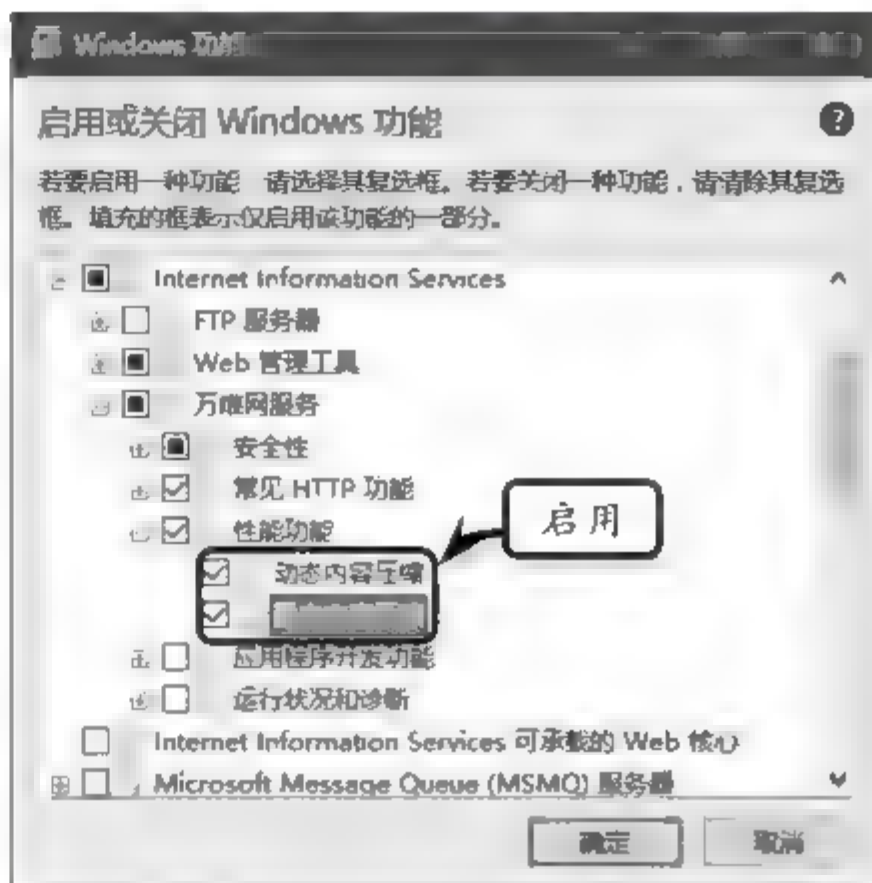 Windows 功能
启用或关闭 Windows 功能
若要启用一种功能 请选择其复选框。若要关闭一种功能，请清除其复选
框。填充的框表示仅启用该功能的一部分。
Internet Information Services
FTP 服务器
Web 管理工具
万维网服务
安全性
常见 HTTP 功能
性能功能
启用
动态内容压缩
应用程序开发功能
运行状况和诊断
Internet Information Services 可承载的 Web 核心
Microsoft Message Queue (MSMQ) 服务器
确定
取消